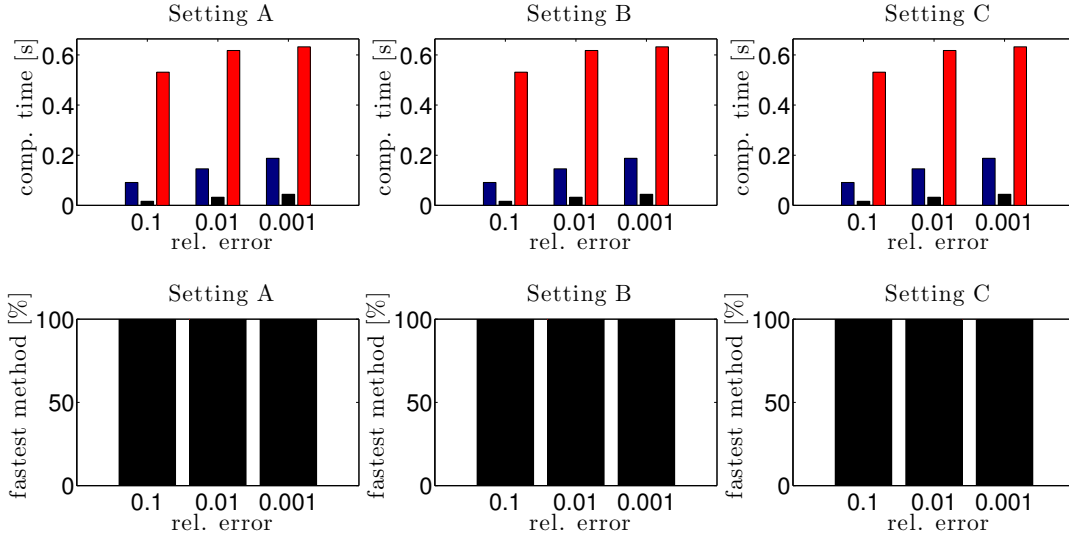 Setting A
comp. time [s]
0.6
0.4
0.2
0
0.1 0.01 0.001
rel. error
Setting B
comp. time [s]
0.6
0.4
0.2
0
0.1 0.01 0.001
rel. error
Setting C
comp. time [s]
0.6
0.4
0.2
0
0.1 0.01 0.001
rel. error
Setting A
fastest method [%]
100
50
0
0.1 0.01 0.001
rel. error
Setting B
fastest method [%]
100
50
0
0.1 0.01 0.001
rel. error
Setting C
fastest method [%]
100
50
0
0.1 0.01 0.001
rel. error